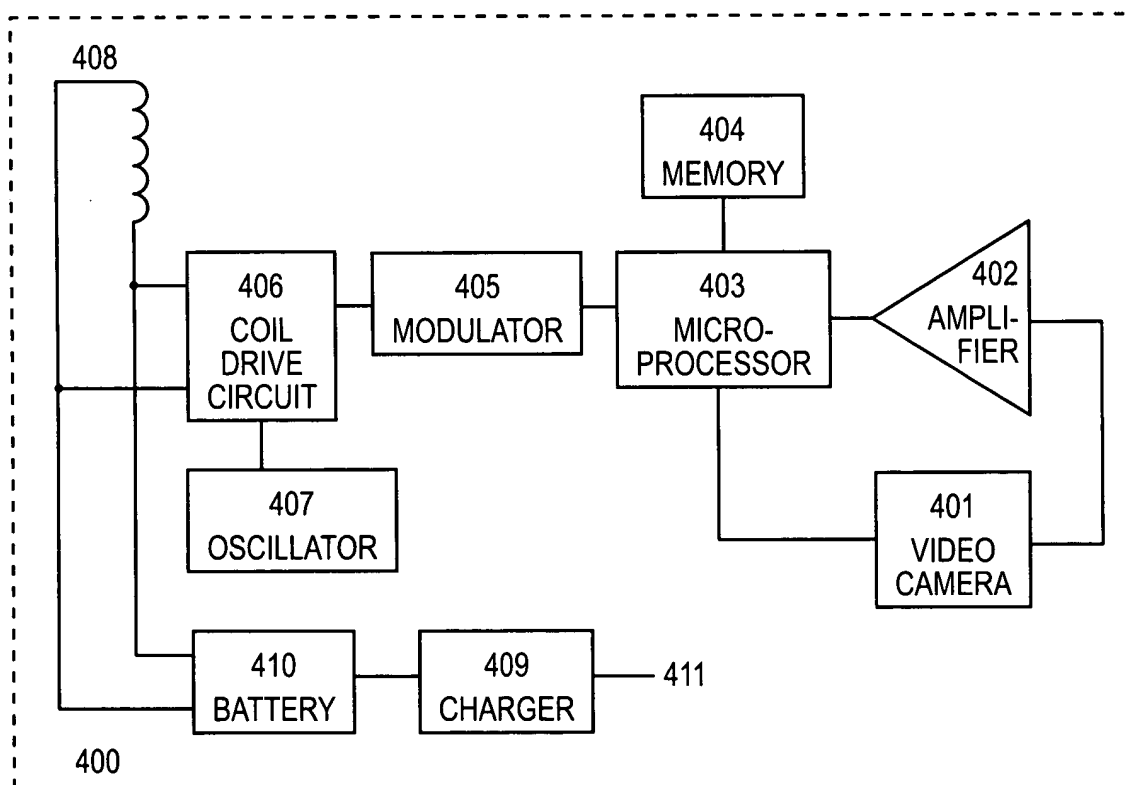 408
404
MEMORY
406
COIL
DRIVE
CIRCUIT
405
MODULATOR
403
MICRO-
PROCESSOR
402
AMPLI-
FIER
407
OSCILLATOR
401
VIDEO
CAMERA
410
BATTERY
409
CHARGER
411
400